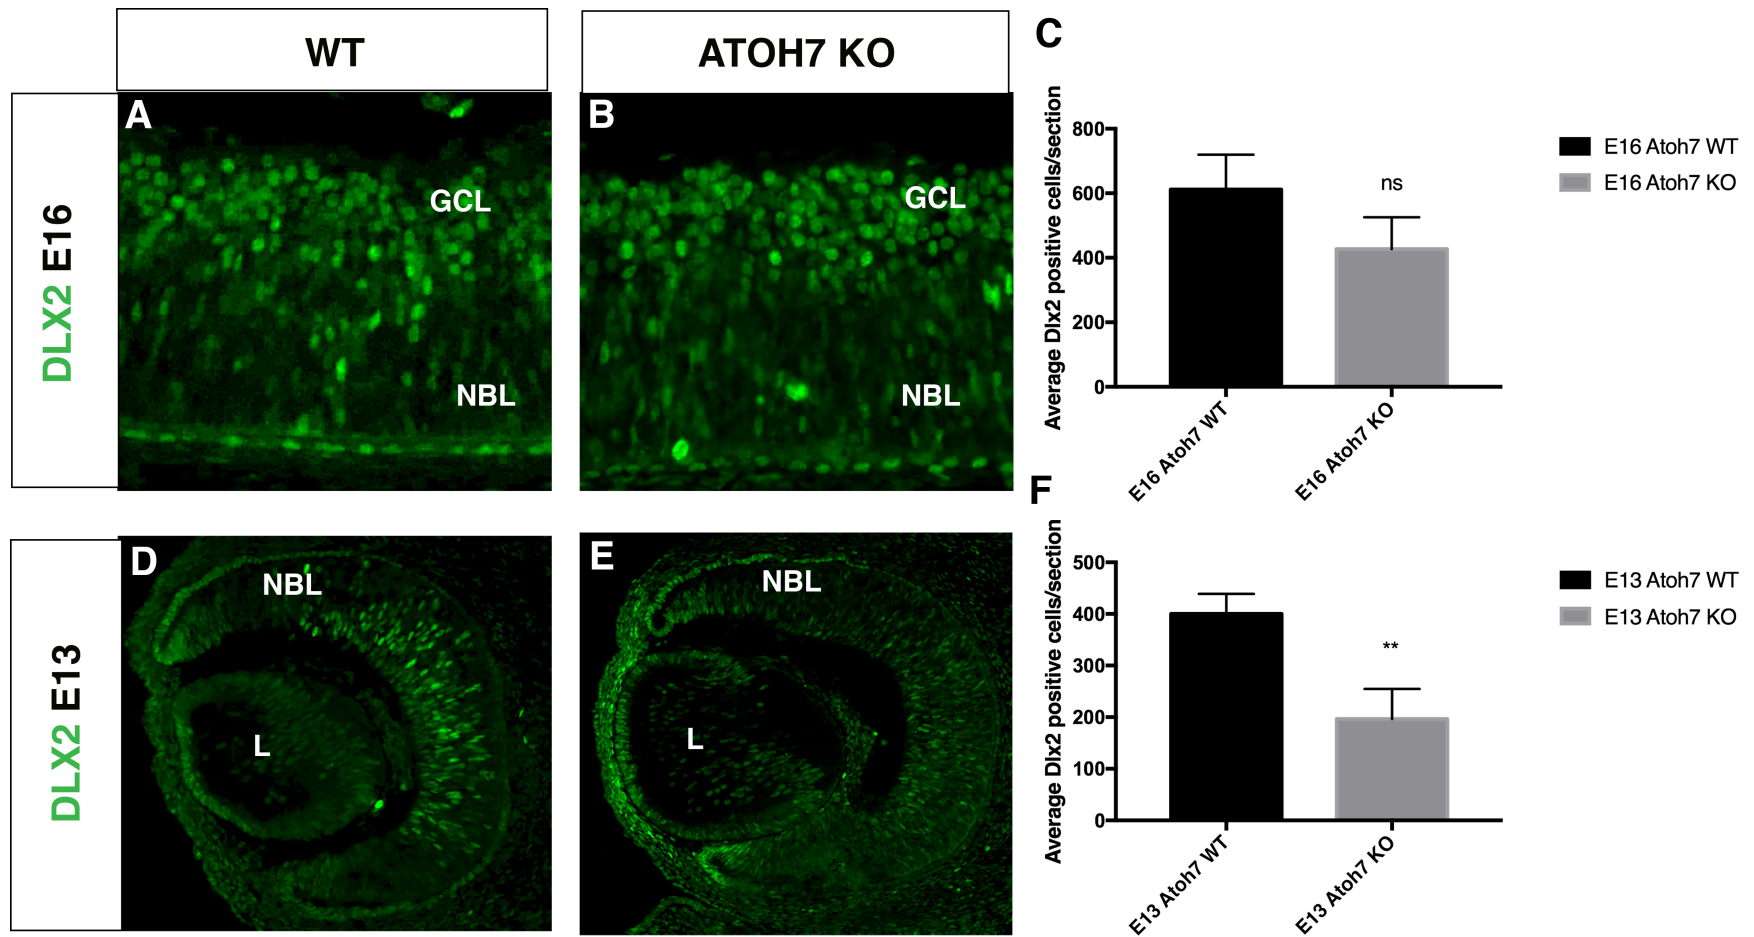 WT
ATOH7 KO
DLX2 E16
A
GCL
NBL
B
GCL
NBL
C
Average Dlx2 positive cells/section
800
600
400
200
0
ns
E16 Atoh7 WT
E16 Atoh7 KO
E16 Atoh7 WT
E16 Atoh7 KO
DLX2 E13
D
NBL
L
E
NBL
L
F
Average Dlx2 positive cells/section
500
400
300
200
100
0
**
E13 Atoh7 WT
E13 Atoh7 KO
E13 Atoh7 WT
E13 Atoh7 KO